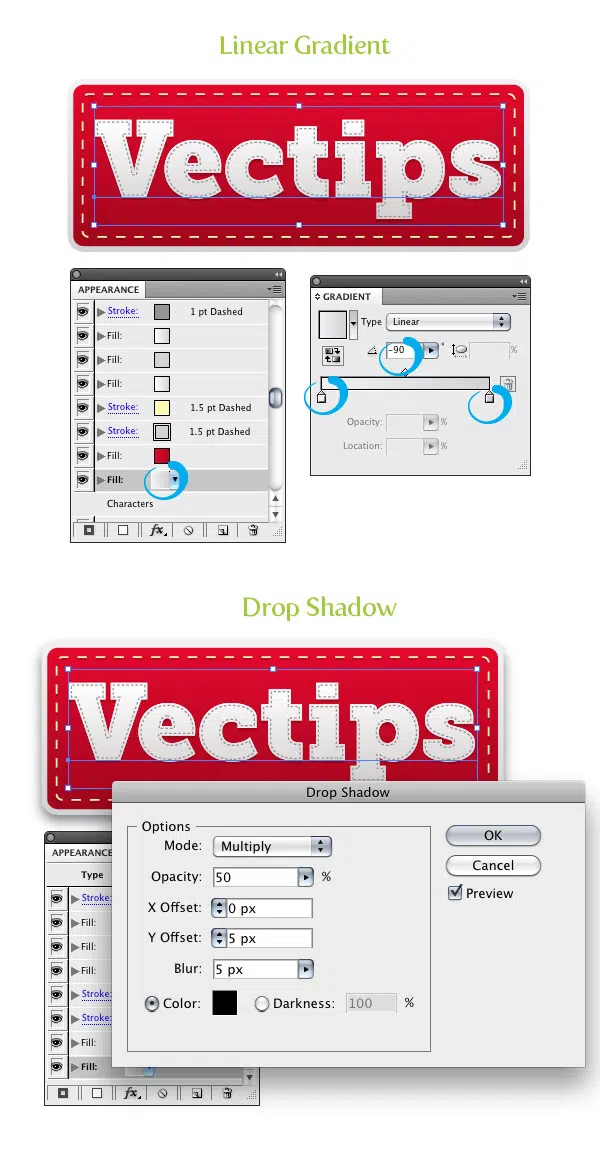 Linear Gradient
Vectips
APPEARANCE
Stroke: 1 pt Dashed
Fill:
Fill:
Fill:
Stroke: 1.5 pt Dashed
Stroke: 1.5 pt Dashed
Fill:
Fill:
Characters
fx
GRADIENT
Type Linear
-90 °
%
Opacity: %
Location: %
Drop Shadow
Vectips
Drop Shadow
Options
Mode: Multiply
Opacity: 50 %
X Offset: 0 px
Y Offset: 5 px
Blur: 5 px
Color: Darkness: 100 %
OK
Cancel
Preview
APPEARANCE
Type
Stroke:
Fill:
Fill:
Fill:
Stroke:
Stroke:
Fill:
Fill:
fx